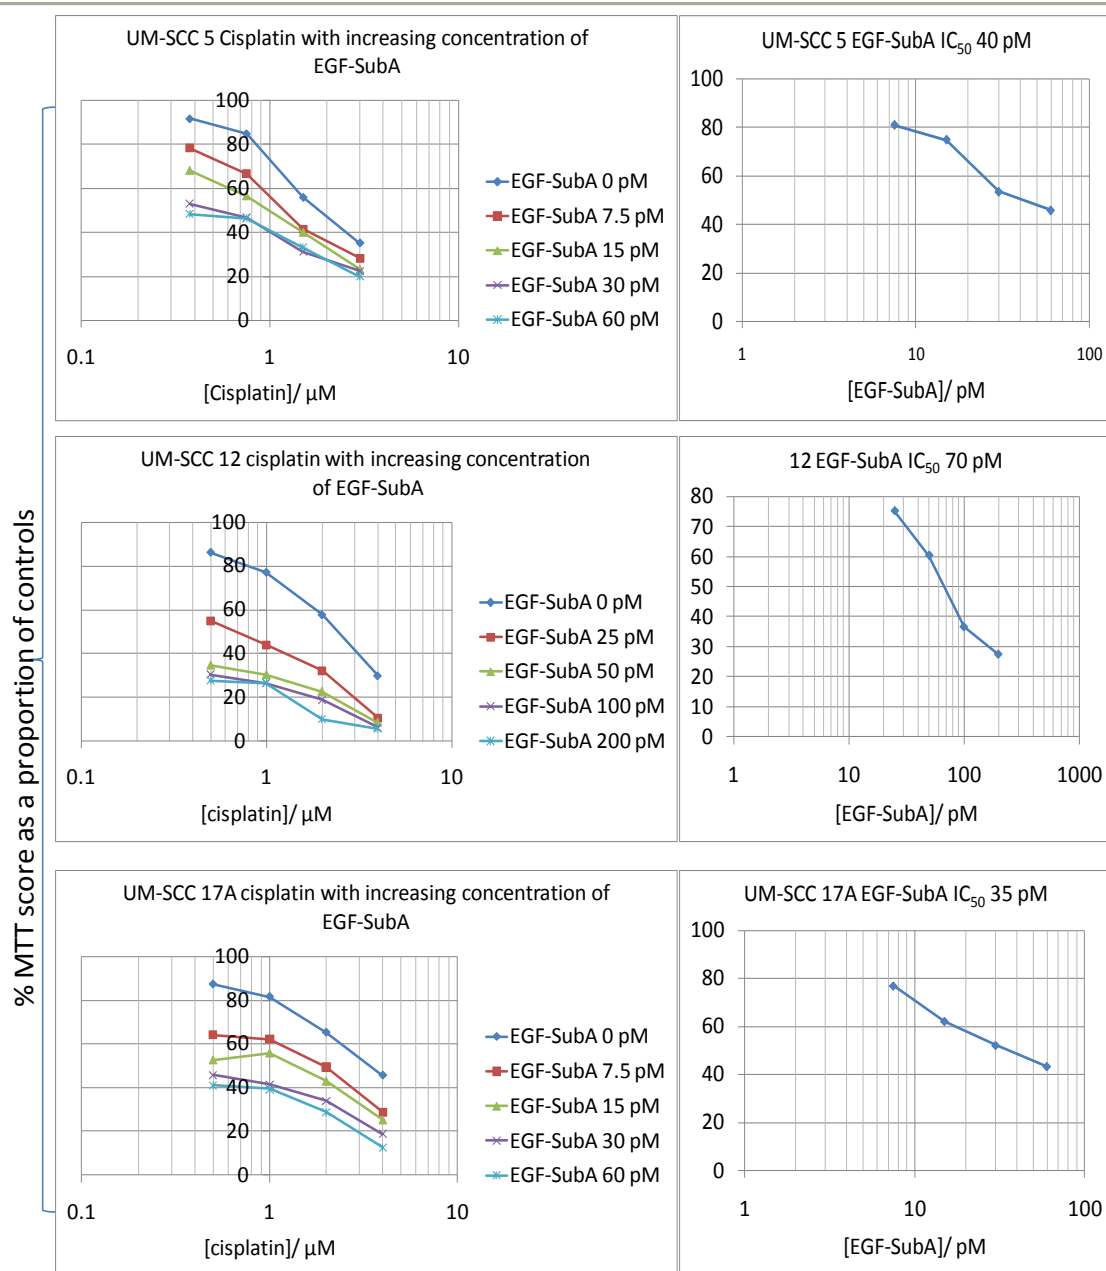 % MTT score as a proportion of controls
UM-SCC 5 Cisplatin with increasing concentration of
EGF-SubA
100
80
60
40
20
0
0.1
1
10
[Cisplatin]/ μM
EGF-SubA 0 pM
EGF-SubA 7.5 pM
EGF-SubA 15 pM
EGF-SubA 30 pM
EGF-SubA 60 pM
UM-SCC 5 EGF-SubA IC50 40 pM
100
80
60
40
20
0
1
10
100
[EGF-SubA]/ pM
UM-SCC 12 cisplatin with increasing concentration
of EGF-SubA
100
80
60
40
20
0
0.1
1
10
[cisplatin]/ μM
EGF-SubA 0 pM
EGF-SubA 25 pM
EGF-SubA 50 pM
EGF-SubA 100 pM
EGF-SubA 200 pM
12 EGF-SubA IC50 70 pM
80
70
60
50
40
30
20
10
0
1
10
100
1000
[EGF-SubA]/ pM
UM-SCC 17A cisplatin with increasing concentration of
EGF-SubA
100
80
60
40
20
0
0.1
1
10
[cisplatin]/ μM
EGF-SubA 0 pM
EGF-SubA 7.5 pM
EGF-SubA 15 pM
EGF-SubA 30 pM
EGF-SubA 60 pM
UM-SCC 17A EGF-SubA IC50 35 pM
100
80
60
40
20
0
1
10
100
[EGF-SubA]/ pM